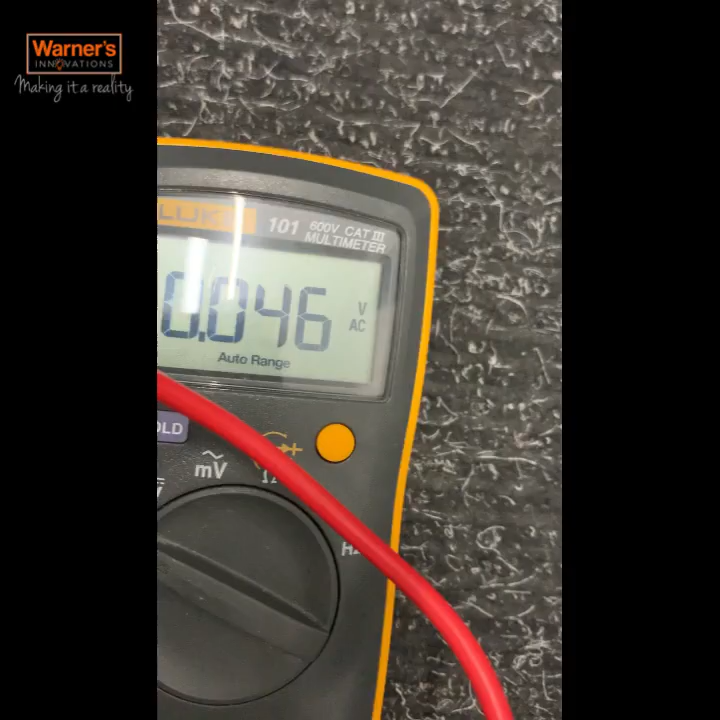 Warner's
INNOVATIONS
Making it a reality
LUKE
101 600V CAT III
MULTIMETER
0.046
V
AC
Auto Range
OLD
mV